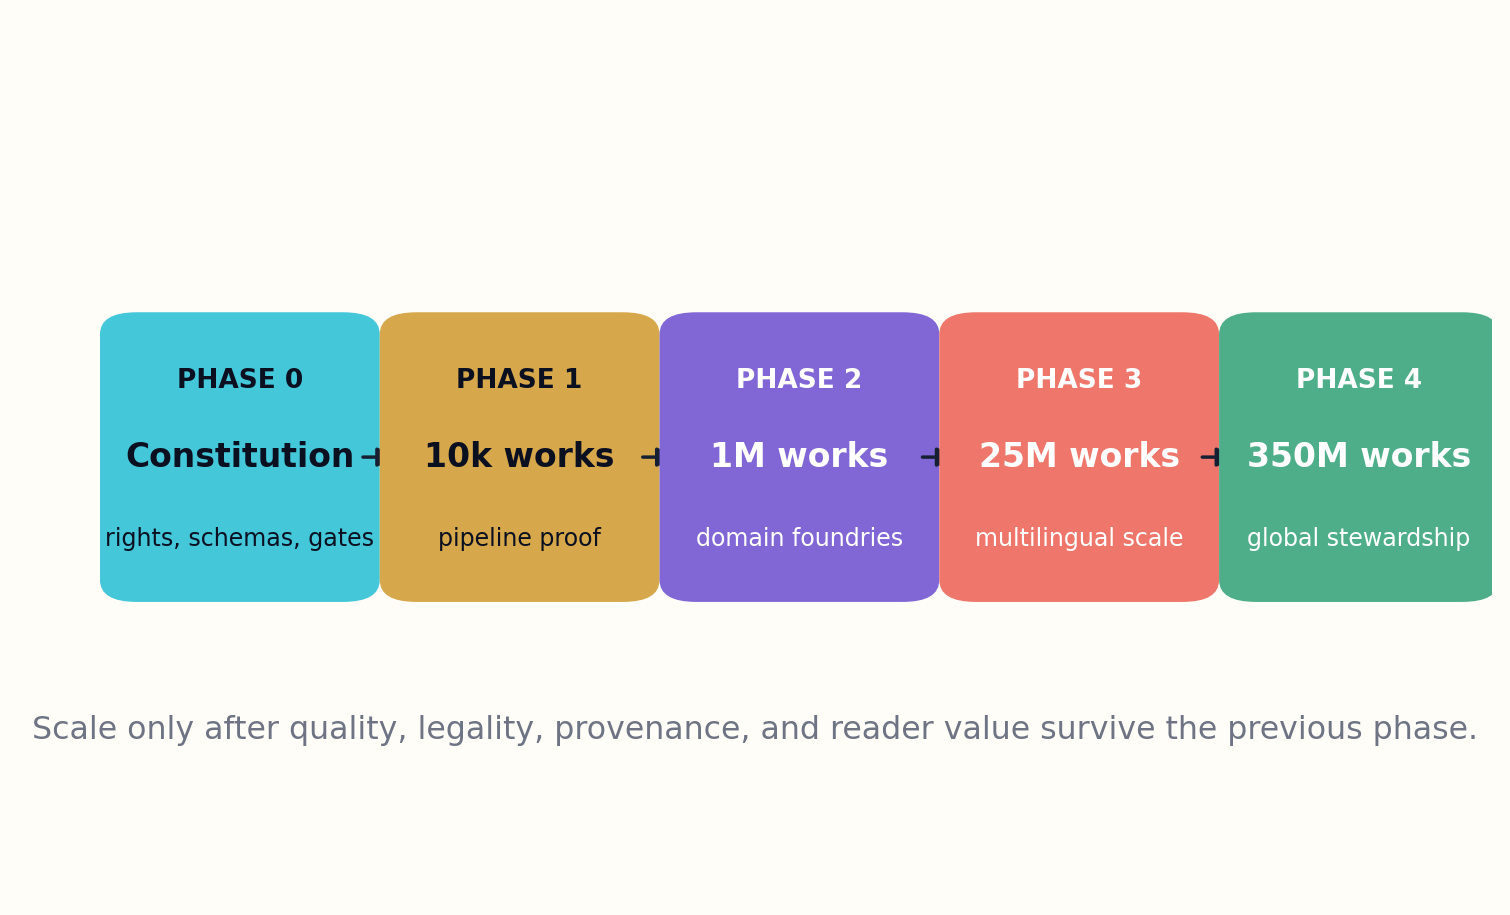 PHASE 0
Constitution
rights, schemas, gates
PHASE 1
10k works
pipeline proof
PHASE 2
1M works
domain foundries
PHASE 3
25M works
multilingual scale
PHASE 4
350M works
global stewardship
Scale only after quality, legality, provenance, and reader value survive the previous phase.